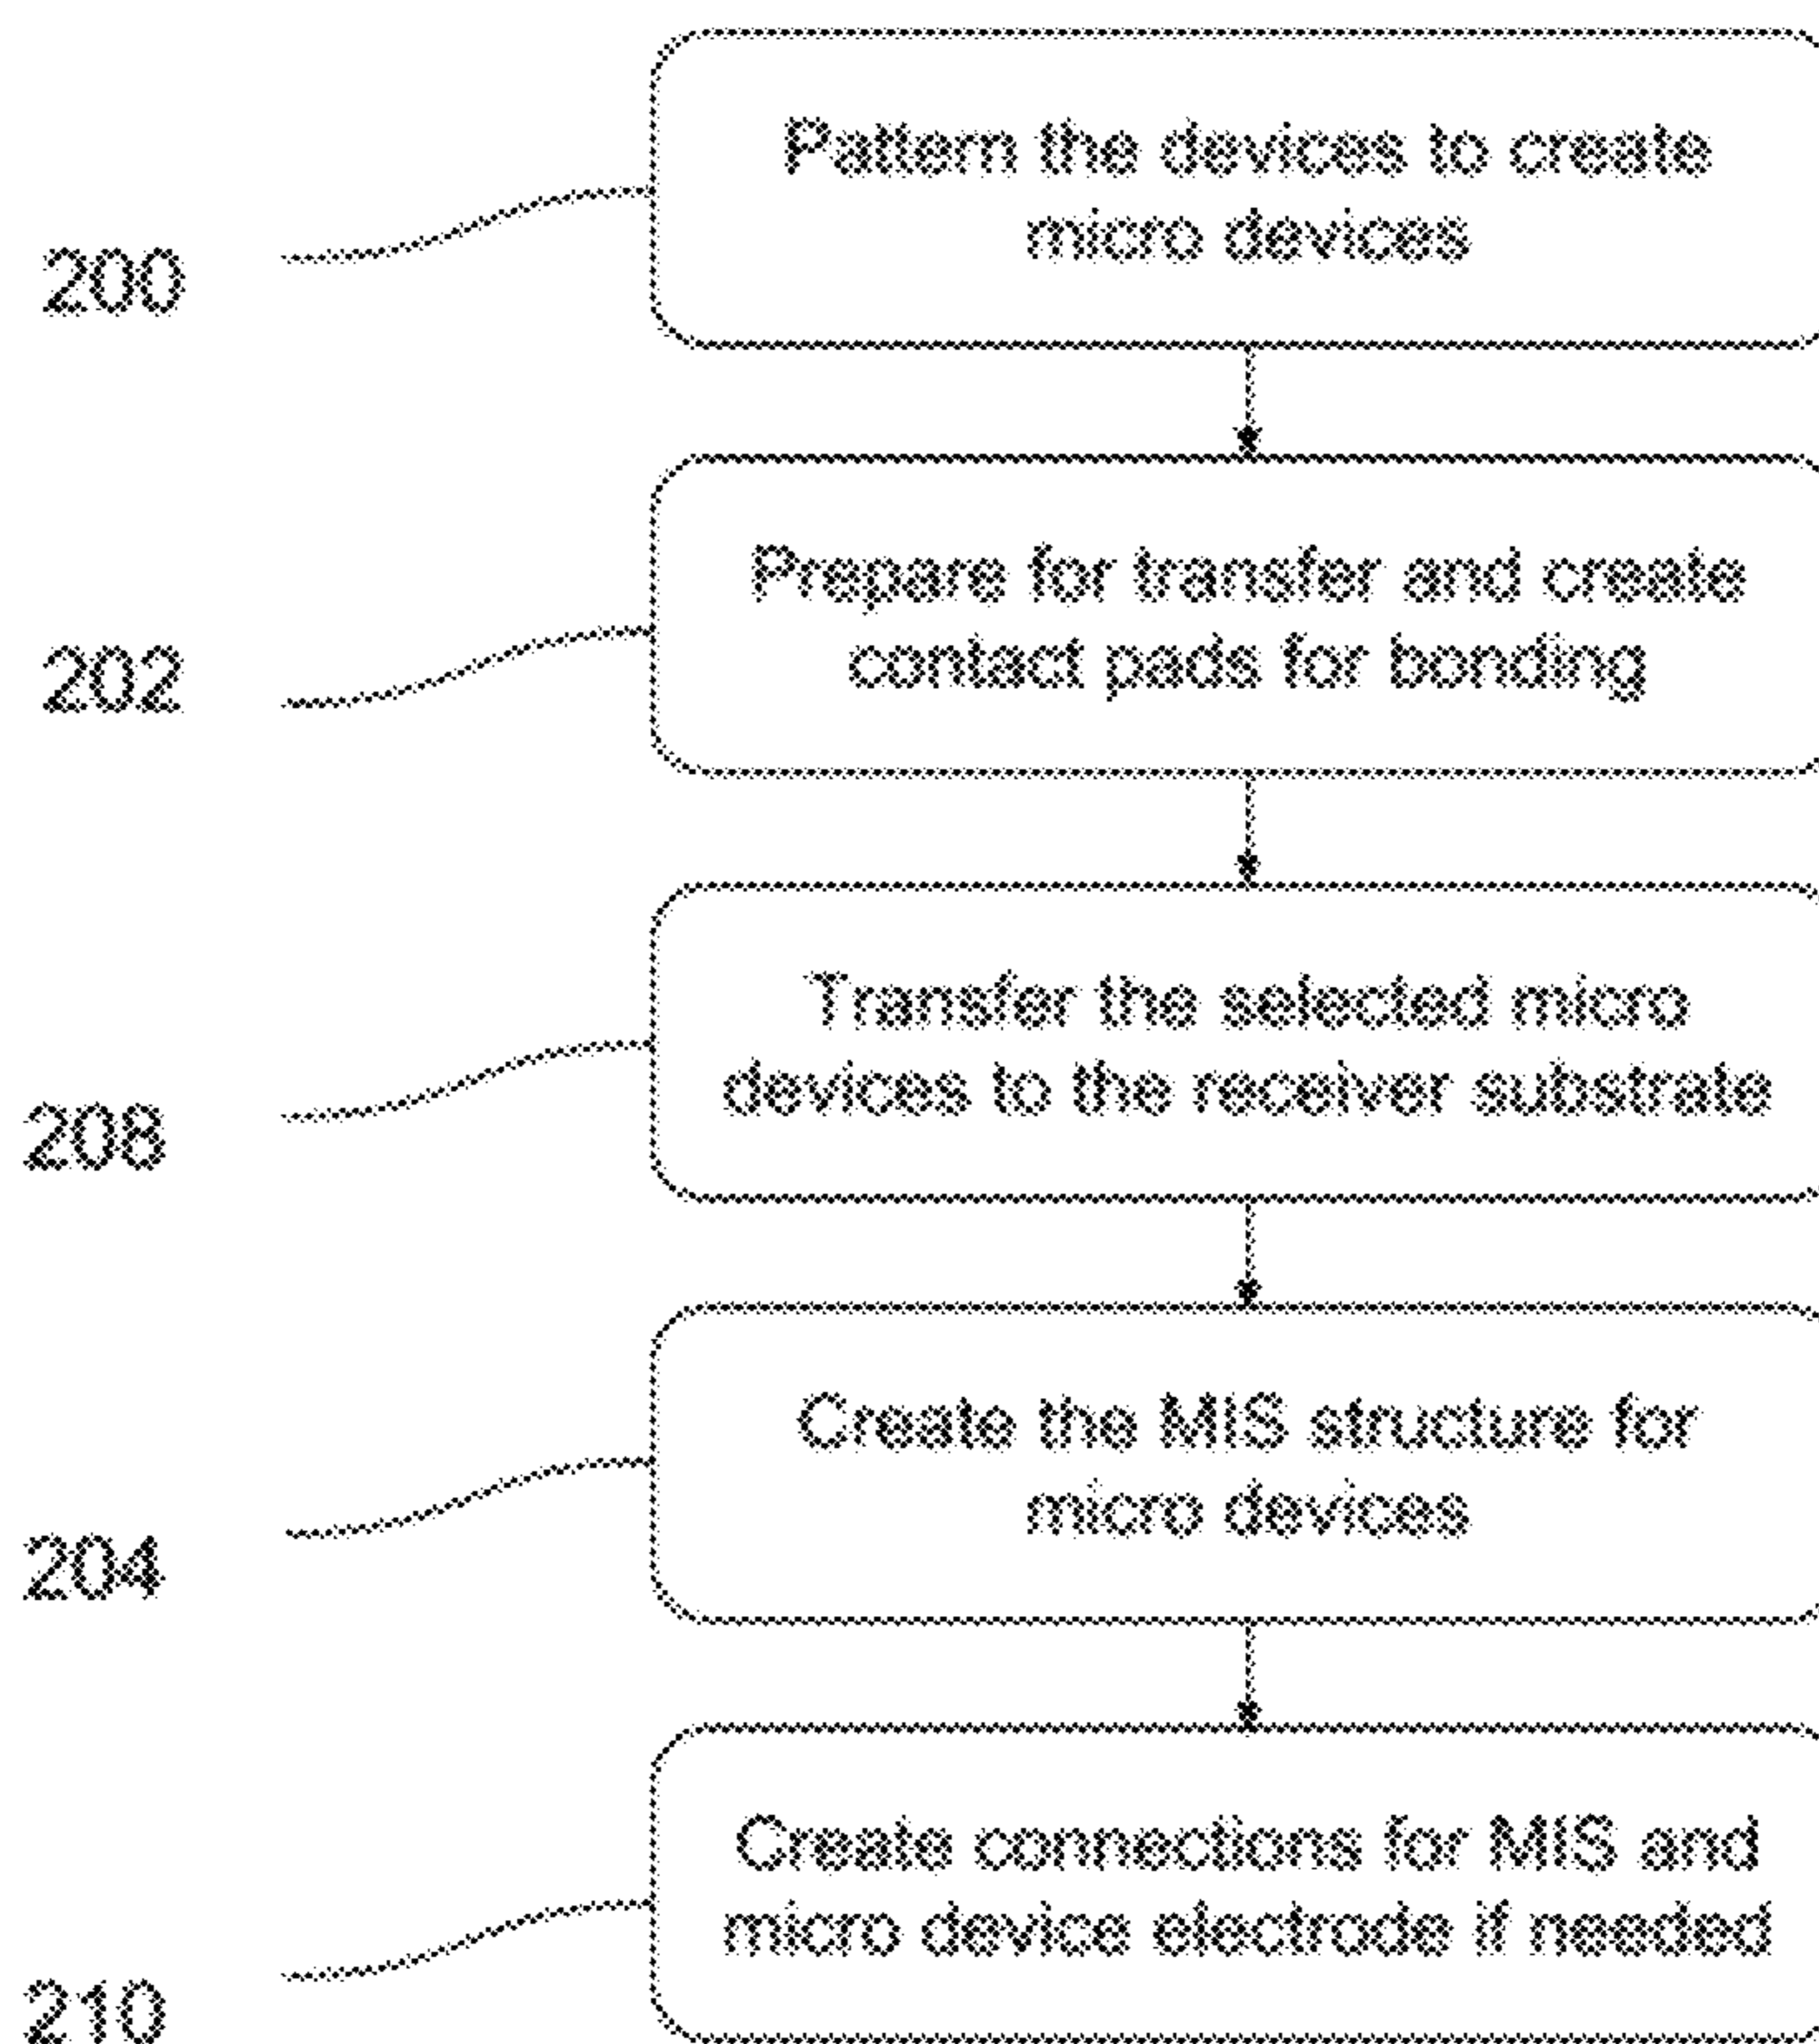 Pattern the devices to create
micro devices
200
Prepare for transfer and create
contact pads for bonding
202
Transfer the selected micro
devices to the receiver substrate
208
Create the MIS structure for
micro devices
204
Create connections for MIS and
micro device electrode if needed
210